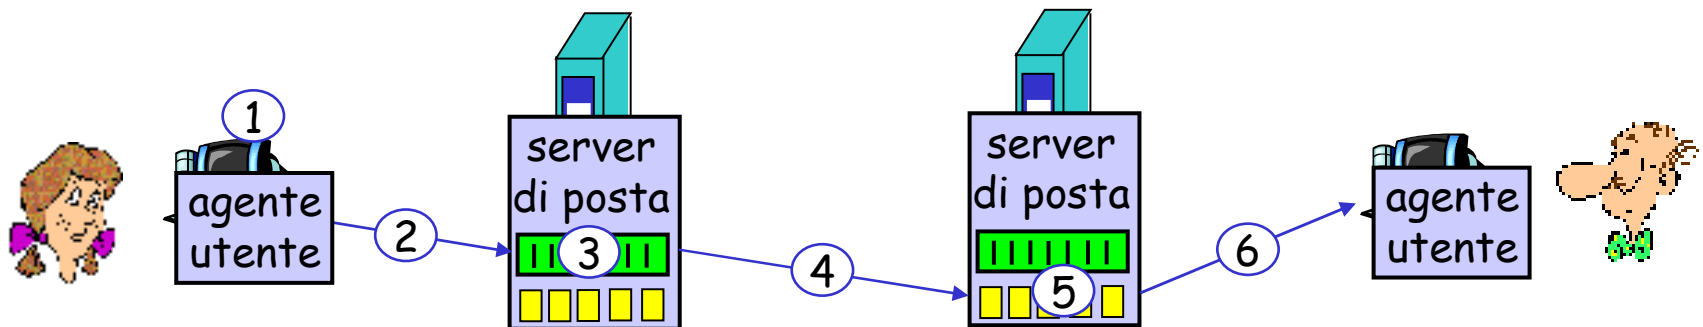 1
agente
utente
2
server
di posta
3
4
server
di posta
5
6
agente
utente